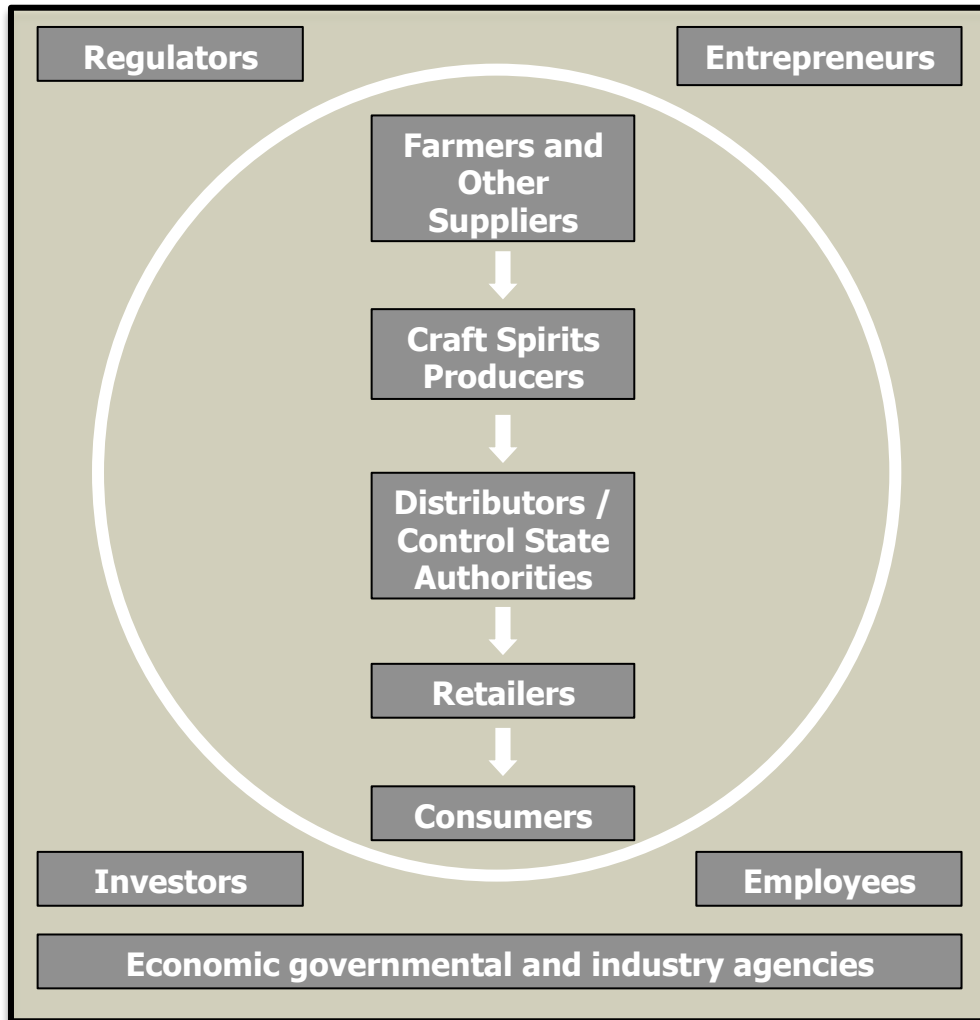 Regulators
Entrepreneurs
Farmers and
Other
Suppliers
Craft Spirits
Producers
Distributors /
Control State
Authorities
Retailers
Consumers
Investors
Employees
Economic governmental and industry agencies